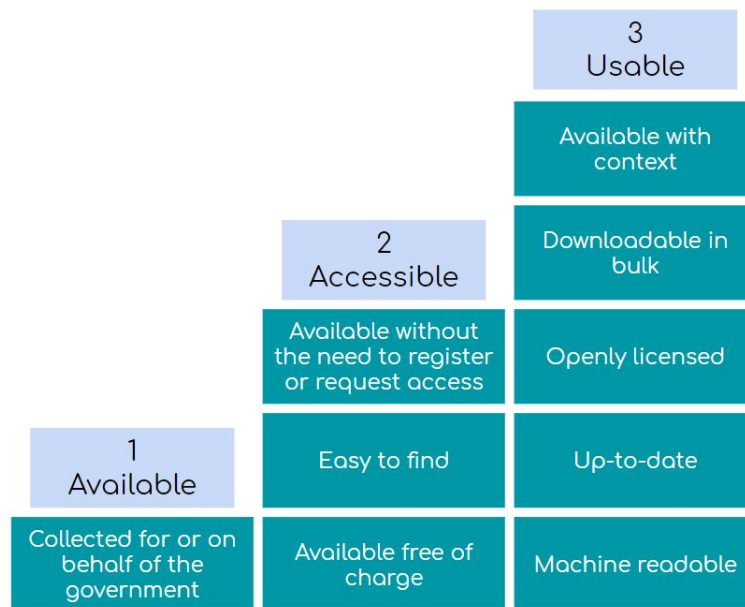 3
Usable
Available with
context
Downloadable in
bulk
2
Accessible
Available without
the need to register
or request access
Openly licensed
1
Available
Easy to find
Up-to-date
Collected for or on
behalf of the
government
Available free of
charge
Machine readable